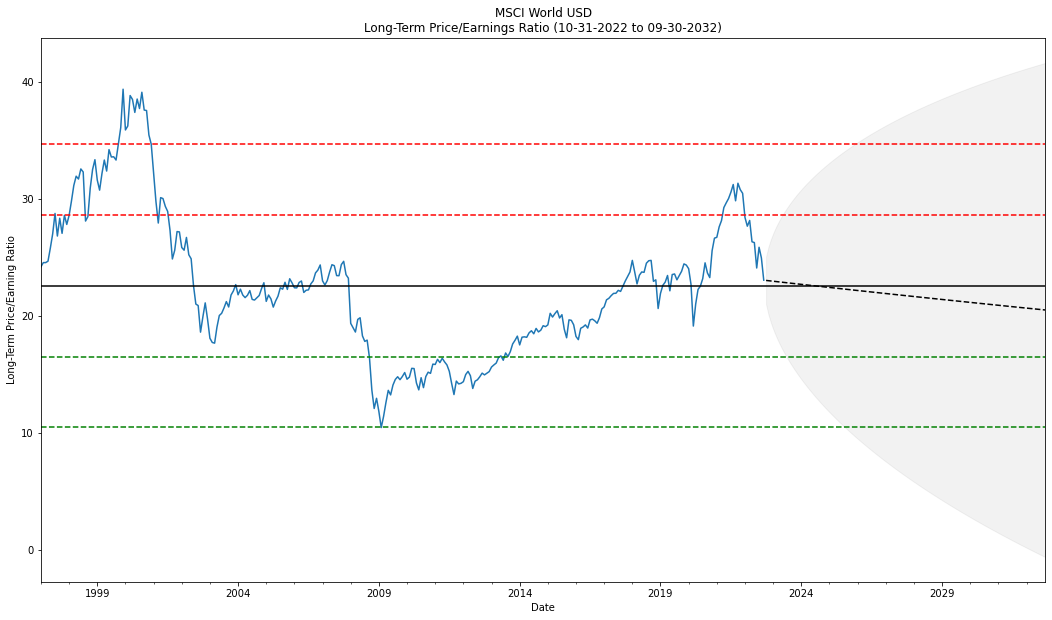 MSCI World USD
Long-Term Price/Earnings Ratio (10-31-2022 to 09-30-2032)
Long-Term Price/Earning Ratio
40
30
20
10
0
1999 2004 2009 2014 2019 2024 2029
Date